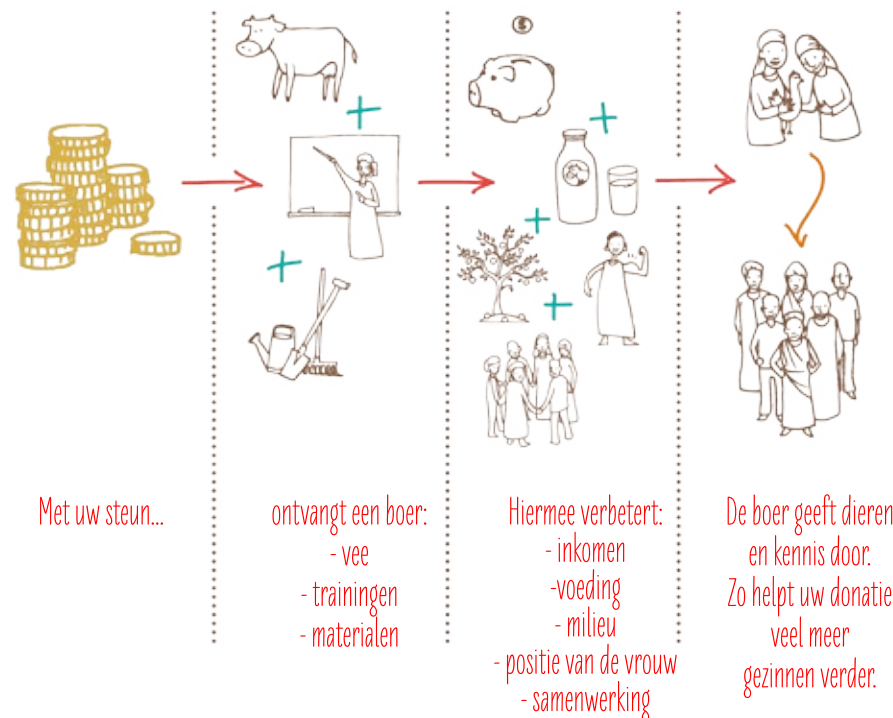 Met uw steun...
ontvangt een boer:
- vee
- trainingen
- materialen
Hiermee verbetert:
- inkomen
-voeding
- milieu
- positie van de vrouw
- samenwerking
De boer geeft dieren
en kennis door.
Zo helpt uw donatie
veel meer
gezinnen verder.